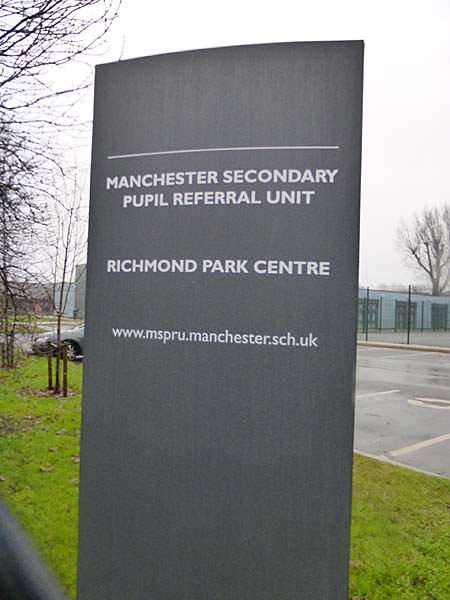 MANCHESTER SECONDARY
PUPIL REFERRAL UNIT
RICHMOND PARK CENTRE
www.mspru.manchester.sch.uk